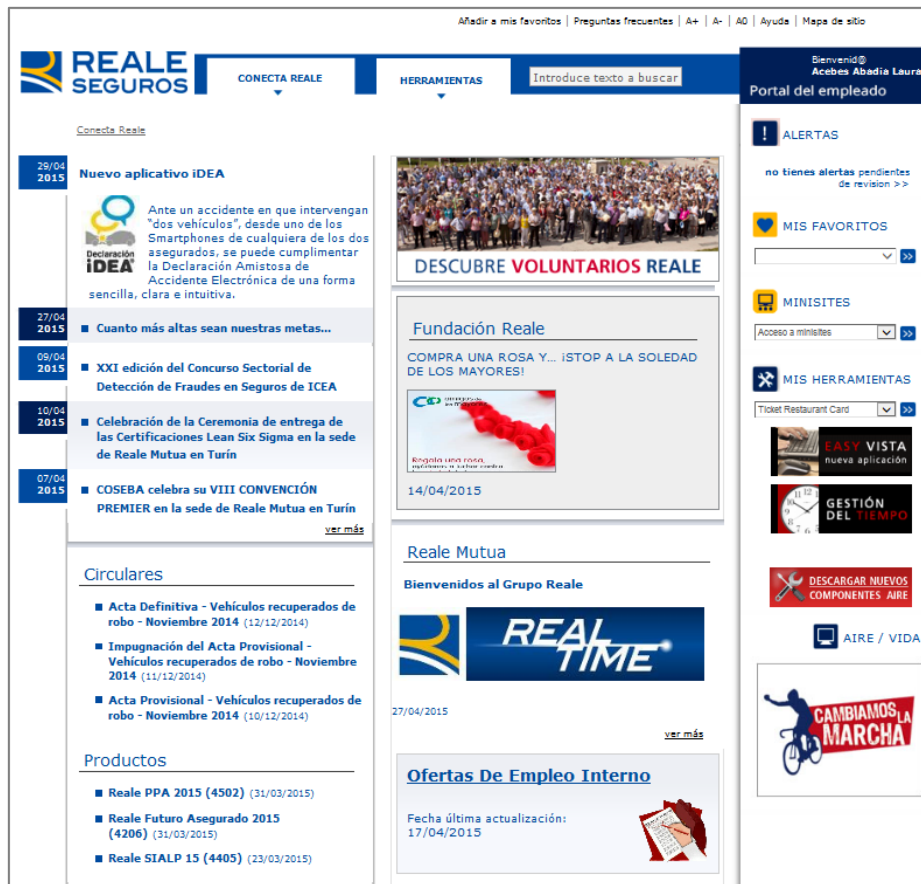 Añadir a mis favoritos | Preguntas frecuentes | A+ | A- | A0 | Ayuda | Mapa de sitio
REALE
SEGUROS
CONECTA REALE
HERRAMIENTAS
Introduce texto a buscar
Bienvenid@
Acebes Abadia Laura
Portal del empleado
Conecta Reale
29/04
2015
Nuevo aplicativo iDEA
Declaración
iDEA
Ante un accidente en que intervengan
"dos vehículos", desde uno de los
Smartphones de cualquiera de los dos
asegurados, se puede cumplimentar
la Declaración Amistosa de
Accidente Electrónica de una forma
sencilla, clara e intuitiva.
27/04
2015
Cuanto más altas sean nuestras metas...
09/04
2015
XXI edición del Concurso Sectorial de
Detección de Fraudes en Seguros de ICEA
10/04
2015
Celebración de la Ceremonia de entrega de
las Certificaciones Lean Six Sigma en la sede
de Reale Mutua en Turín
07/04
2015
COSEBA celebra su VIII CONVENCIÓN
PREMIER en la sede de Reale Mutua en Turín
ver más
Circulares
Acta Definitiva - Vehículos recuperados de
robo - Noviembre 2014 (12/12/2014)
Impugnación del Acta Provisional -
Vehículos recuperados de robo - Noviembre
2014 (11/12/2014)
Acta Provisional - Vehículos recuperados de
robo - Noviembre 2014 (10/12/2014)
Productos
Reale PPA 2015 (4502) (31/03/2015)
Reale Futuro Asegurado 2015
(4206) (31/03/2015)
Reale SIALP 15 (4405) (23/03/2015)
DESCUBRE VOLUNTARIOS REALE
Fundación Reale
COMPRA UNA ROSA Y... ¡STOP A LA SOLEDAD
DE LOS MAYORES!
Regala una rosa,
14/04/2015
Reale Mutua
Bienvenidos al Grupo Reale
REAL
TIME
27/04/2015
ver más
Ofertas De Empleo Interno
Fecha última actualización:
17/04/2015
! ALERTAS
no tienes alertas pendientes
de revision >>
MIS FAVORITOS
>>
MINISITES
Acceso a minisites >>
MIS HERRAMIENTAS
Ticket Restaurant Card >>
EASY VISTA
nueva aplicación
GESTIÓN
DEL TIEMPO
DESCARGAR NUEVOS
COMPONENTES AIRE
AIRE / VIDA
CAMBIAMOS LA
MARCHA